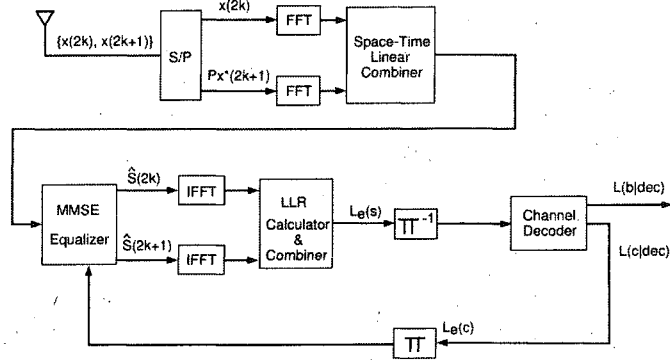 x(2k)
FFT
{x(2k), x(2k+1)}
S/P
Space-Time
Linear
Combiner
Px*(2k+1)
FFT
MMSE
Equalizer
Ŝ(2k)
IFFT
Ŝ(2k+1)
IFFT
LLR
Calculator
&
Combiner
Le(s)
π⁻¹
Channel
Decoder
L(b|dec)
L(c|dec)
Le(c)
π